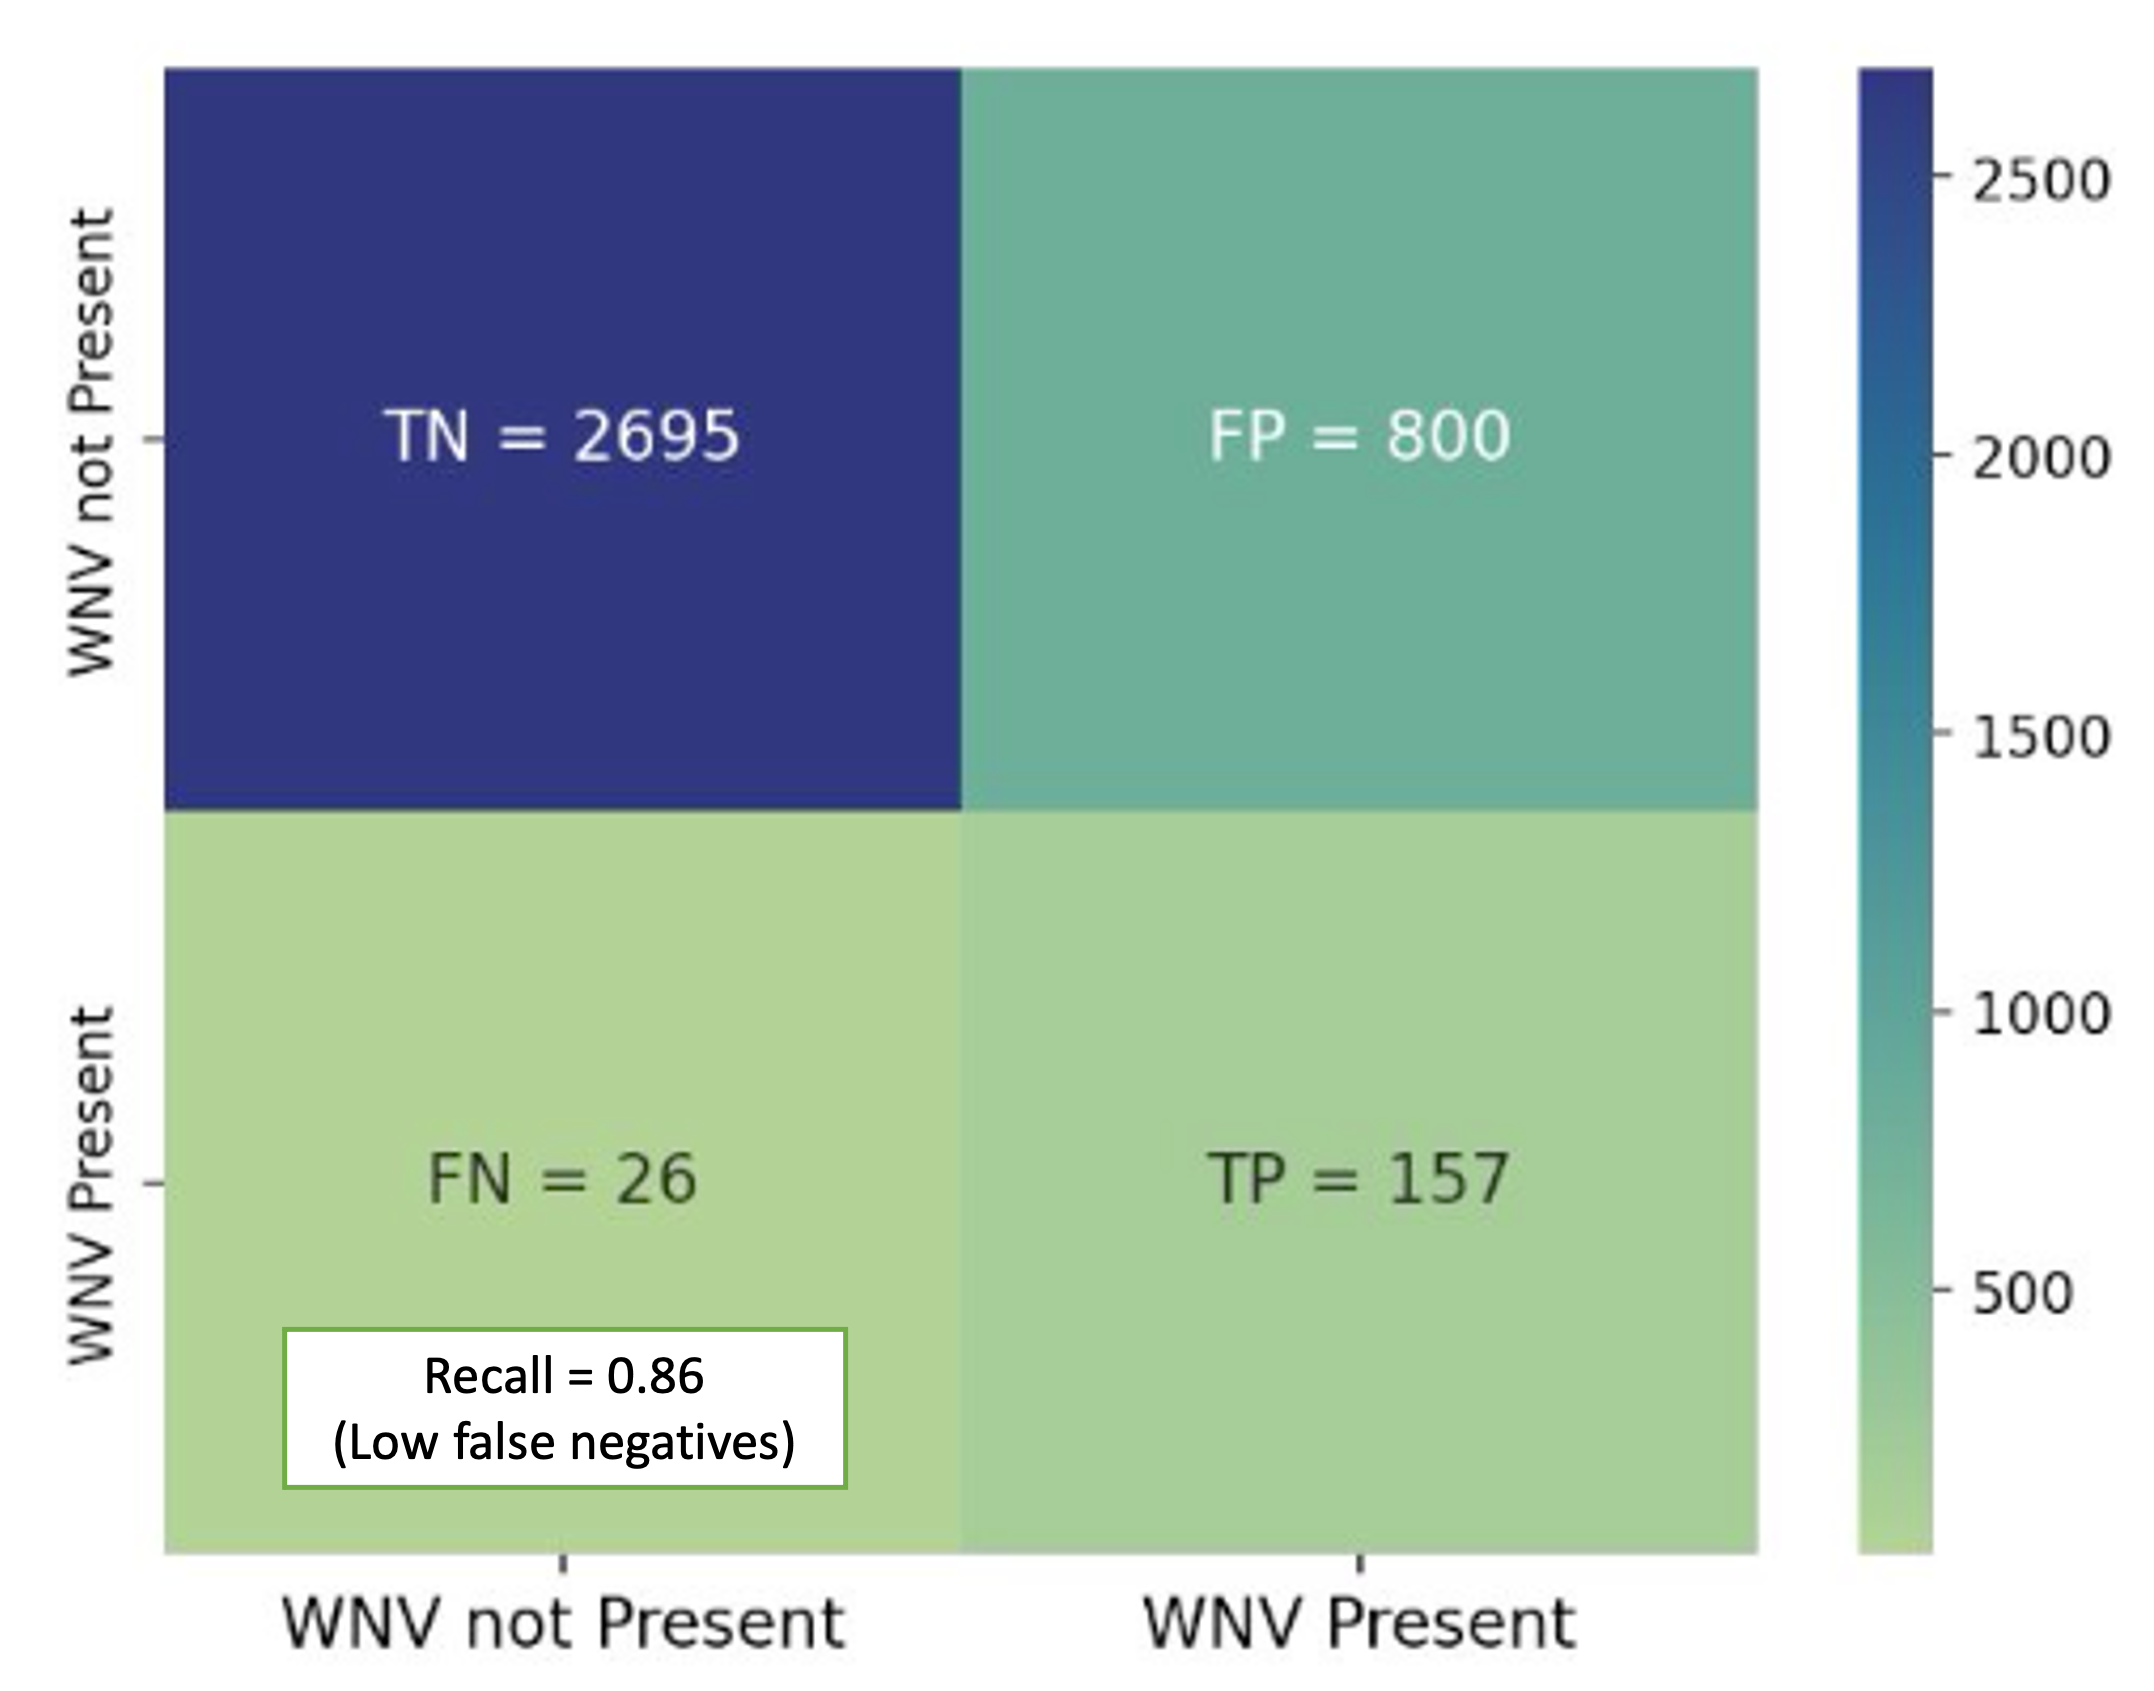 WNV not Present
TN = 2695
FP = 800
WNV Present
FN = 26
TP = 157
Recall = 0.86
(Low false negatives)
WNV not Present
WNV Present
2500
2000
1500
1000
500